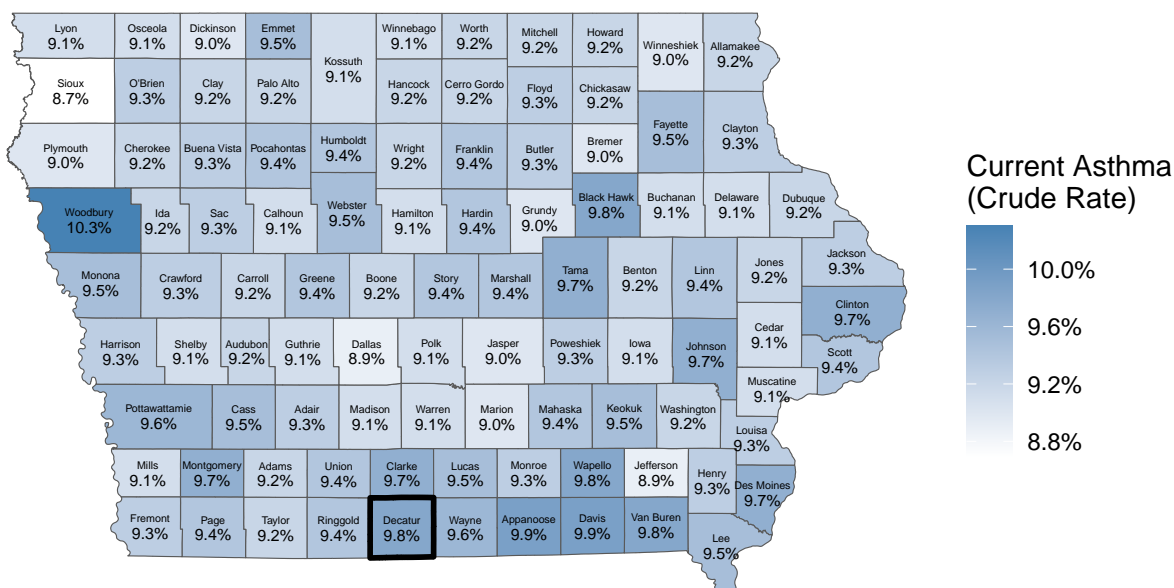 Lyon
9.1%
Osceola
9.1%
Dickinson
9.0%
Emmet
9.5%
Kossuth
9.1%
Winnebago
9.1%
Worth
9.2%
Mitchell
9.2%
Howard
9.2%
Winneshiek
9.0%
Allamakee
9.2%
Sioux
8.7%
O'Brien
9.3%
Clay
9.2%
Palo Alto
9.2%
Hancock
9.2%
Cerro Gordo
9.2%
Floyd
9.3%
Chickasaw
9.2%
Fayette
9.5%
Clayton
9.3%
Plymouth
9.0%
Cherokee
9.2%
Buena Vista
9.3%
Pocahontas
9.4%
Humboldt
9.4%
Wright
9.2%
Franklin
9.4%
Butler
9.3%
Bremer
9.0%
Woodbury
10.3%
Ida
9.2%
Sac
9.3%
Calhoun
9.1%
Webster
9.5%
Hamilton
9.1%
Hardin
9.4%
Grundy
9.0%
Black Hawk
9.8%
Buchanan
9.1%
Delaware
9.1%
Dubuque
9.2%
Monona
9.5%
Crawford
9.3%
Carroll
9.2%
Greene
9.4%
Boone
9.2%
Story
9.4%
Marshall
9.4%
Tama
9.7%
Benton
9.2%
Linn
9.4%
Jones
9.2%
Jackson
9.3%
Clinton
9.7%
Harrison
9.3%
Shelby
9.1%
Audubon
9.2%
Guthrie
9.1%
Dallas
8.9%
Polk
9.1%
Jasper
9.0%
Poweshiek
9.3%
Iowa
9.1%
Johnson
9.7%
Cedar
9.1%
Scott
9.4%
Muscatine
9.1%
Pottawattamie
9.6%
Cass
9.5%
Adair
9.3%
Madison
9.1%
Warren
9.1%
Marion
9.0%
Mahaska
9.4%
Keokuk
9.5%
Washington
9.2%
Louisa
9.3%
Mills
9.1%
Montgomery
9.7%
Adams
9.2%
Union
9.4%
Clarke
9.7%
Lucas
9.5%
Monroe
9.3%
Wapello
9.8%
Jefferson
8.9%
Henry
9.3%
Des Moines
9.7%
Fremont
9.3%
Page
9.4%
Taylor
9.2%
Ringgold
9.4%
Decatur
9.8%
Wayne
9.6%
Appanoose
9.9%
Davis
9.9%
Van Buren
9.8%
Lee
9.5%
Current Asthma
(Crude Rate)
10.0%
9.6%
9.2%
8.8%